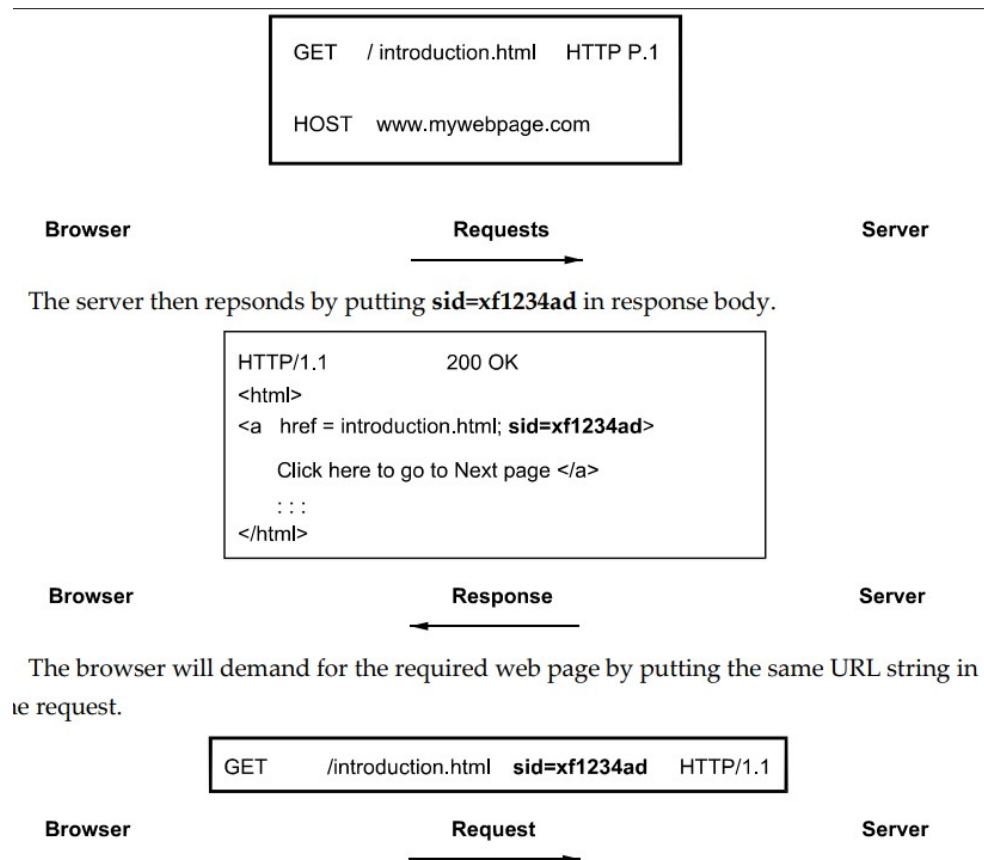 GET / introduction.html HTTP P.1
HOST www.mywebpage.com
Browser Requests Server
The server then repsonds by putting sid=xf1234ad in response body.
HTTP/1.1 200 OK
<html>
<a href = introduction.html; sid=xf1234ad>
Click here to go to Next page </a>
: : :
</html>
Browser Response Server
The browser will demand for the required web page by putting the same URL string in
request.
GET /introduction.html sid=xf1234ad HTTP/1.1
Browser Request Server